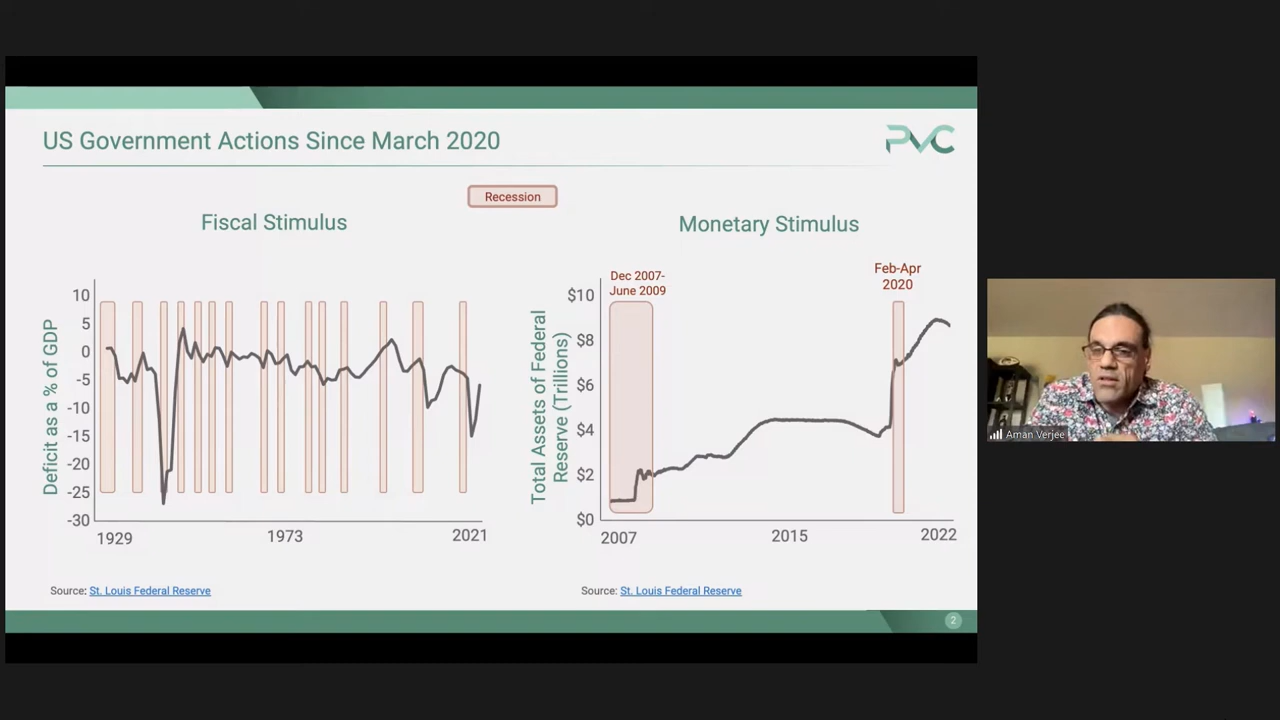 US Government Actions Since March 2020
PVC
Recession
Fiscal Stimulus
Deficit as a % of GDP
10
5
0
-5
-10
-15
-20
-25
-30
1929
1973
2021
Source: St. Louis Federal Reserve
Monetary Stimulus
Dec 2007-
June 2009
Feb-Apr
2020
Total Assets of Federal
Reserve (Trillions)
$10
$8
$6
$4
$2
$0
2007
2015
2022
Source: St. Louis Federal Reserve
2
Aman Verjee